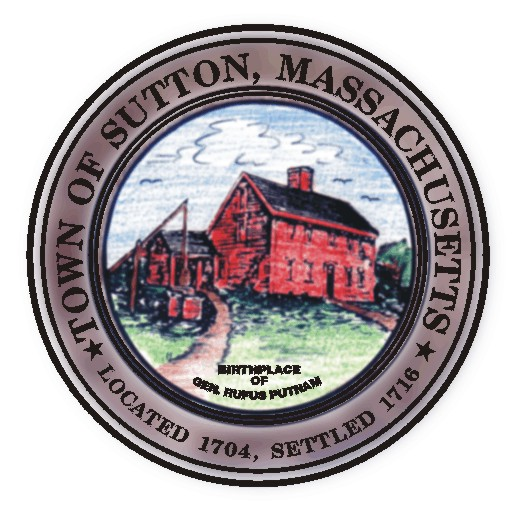 TOWN OF SUTTON, MASSACHUSETTS
BIRTHPLACE
OF
GEN. RUFUS PUTNAM
LOCATED 1704, SETTLED 1716